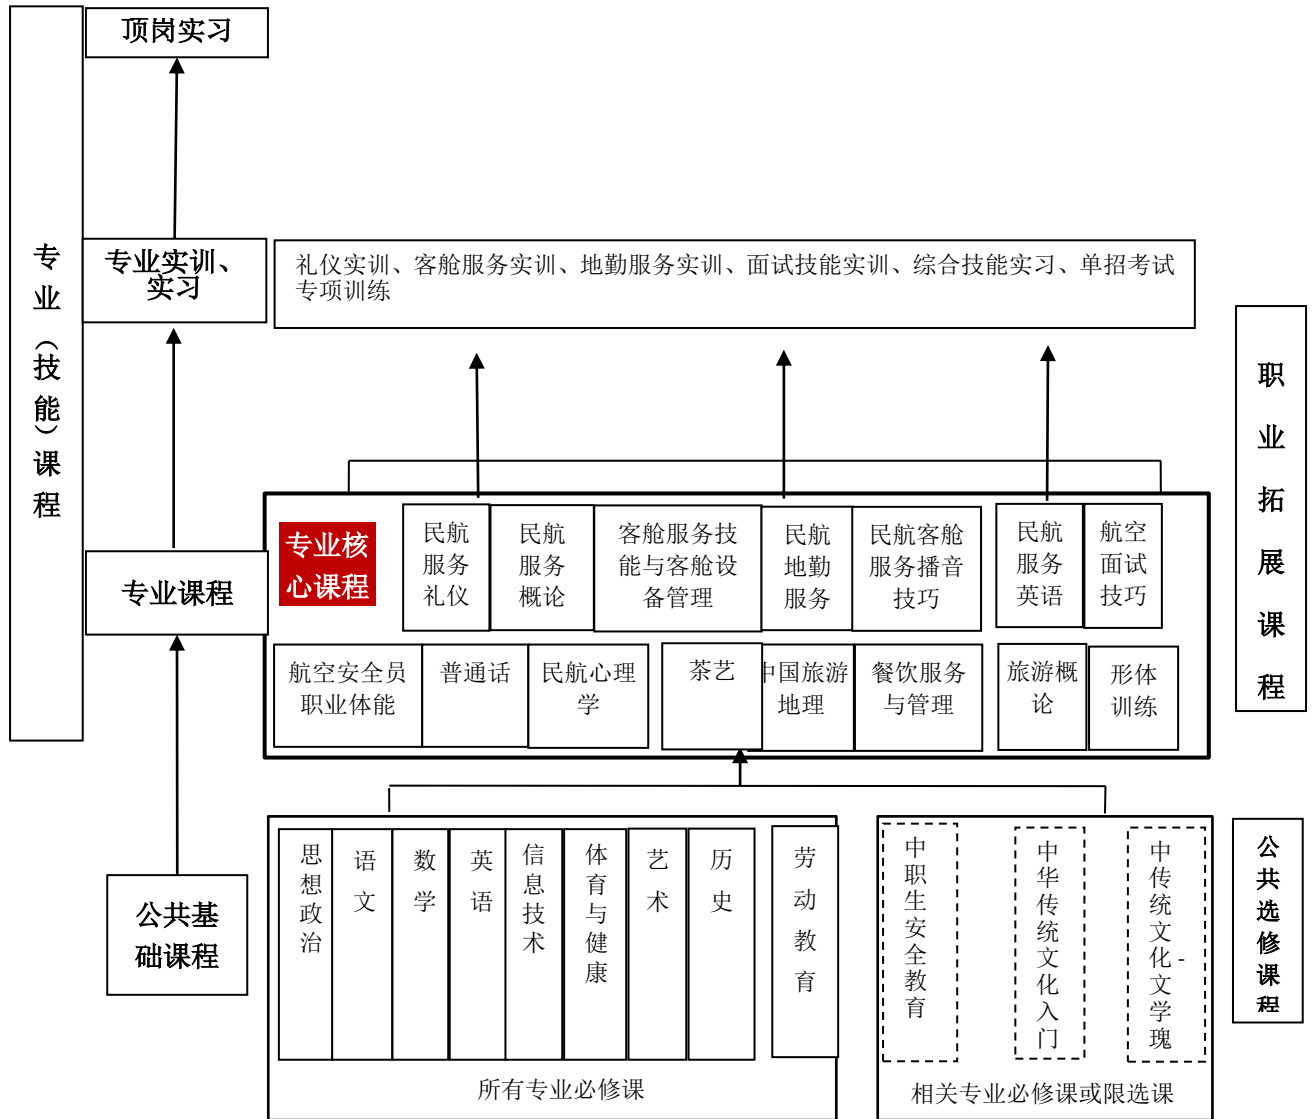 顶岗实习
专业（技能）课程
专业实训、
实习
礼仪实训、客舱服务实训、地勤服务实训、面试技能实训、综合技能实习、单招考试
专项训练
职业拓展课程
专业课程
专业核
心课程
民航
服务
礼仪
民航
服务
概论
客舱服务技
能与客舱设
备管理
民航
地勤
服务
民航客舱
服务播音
技巧
民航
服务
英语
航空
面试
技巧
航空安全员
职业体能
普通话
民航心理
学
茶艺
中国旅游
地理
餐饮服务
与管理
旅游概
论
形体
训练
公共基
础课程
思想政治
语文
数学
英语
信息技术
体育与健康
艺术
历史
劳动教育
所有专业必修课
中职生安全教育
中华传统文化入门
中传统文化-文学瑰
相关专业必修课或限选课
公共选修课程